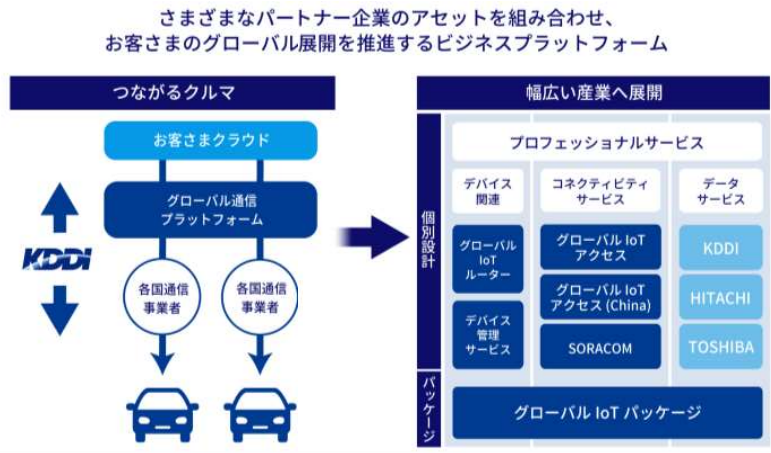 さまざまなパートナー企業のアセットを組み合わせ、
お客さまのグローバル展開を推進するビジネスプラットフォーム
つながるクルマ
お客さまクラウド
グローバル通信
プラットフォーム
KDDI
各国通信
事業者
各国通信
事業者
幅広い産業へ展開
個別設計
プロフェッショナルサービス
デバイス
関連
コネクティビティ
サービス
データ
サービス
グローバル
IoT
ルーター
デバイス
管理
サービス
グローバル IoT
アクセス
グローバル IoT
アクセス (China)
SORACOM
KDDI
HITACHI
TOSHIBA
パッケージ
グローバル IoT パッケージ